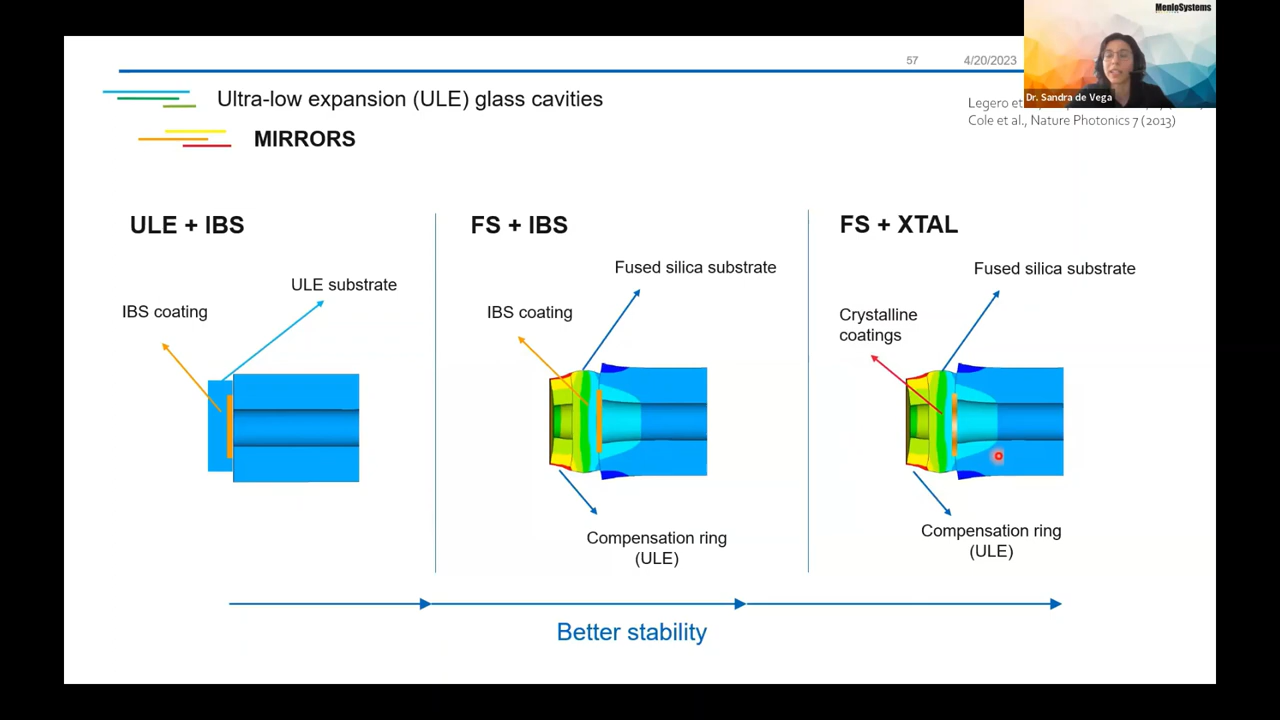 MenloSystems
57 4/20/2023
Dr. Sandra de Vega
Ultra-low expansion (ULE) glass cavities
Legero et
MIRRORS
Cole et al., Nature Photonics 7 (2013)
ULE + IBS
FS + IBS
FS + XTAL
IBS coating
ULE substrate
IBS coating
Fused silica substrate
Crystalline
coatings
Fused silica substrate
Compensation ring
(ULE)
Compensation ring
(ULE)
Better stability